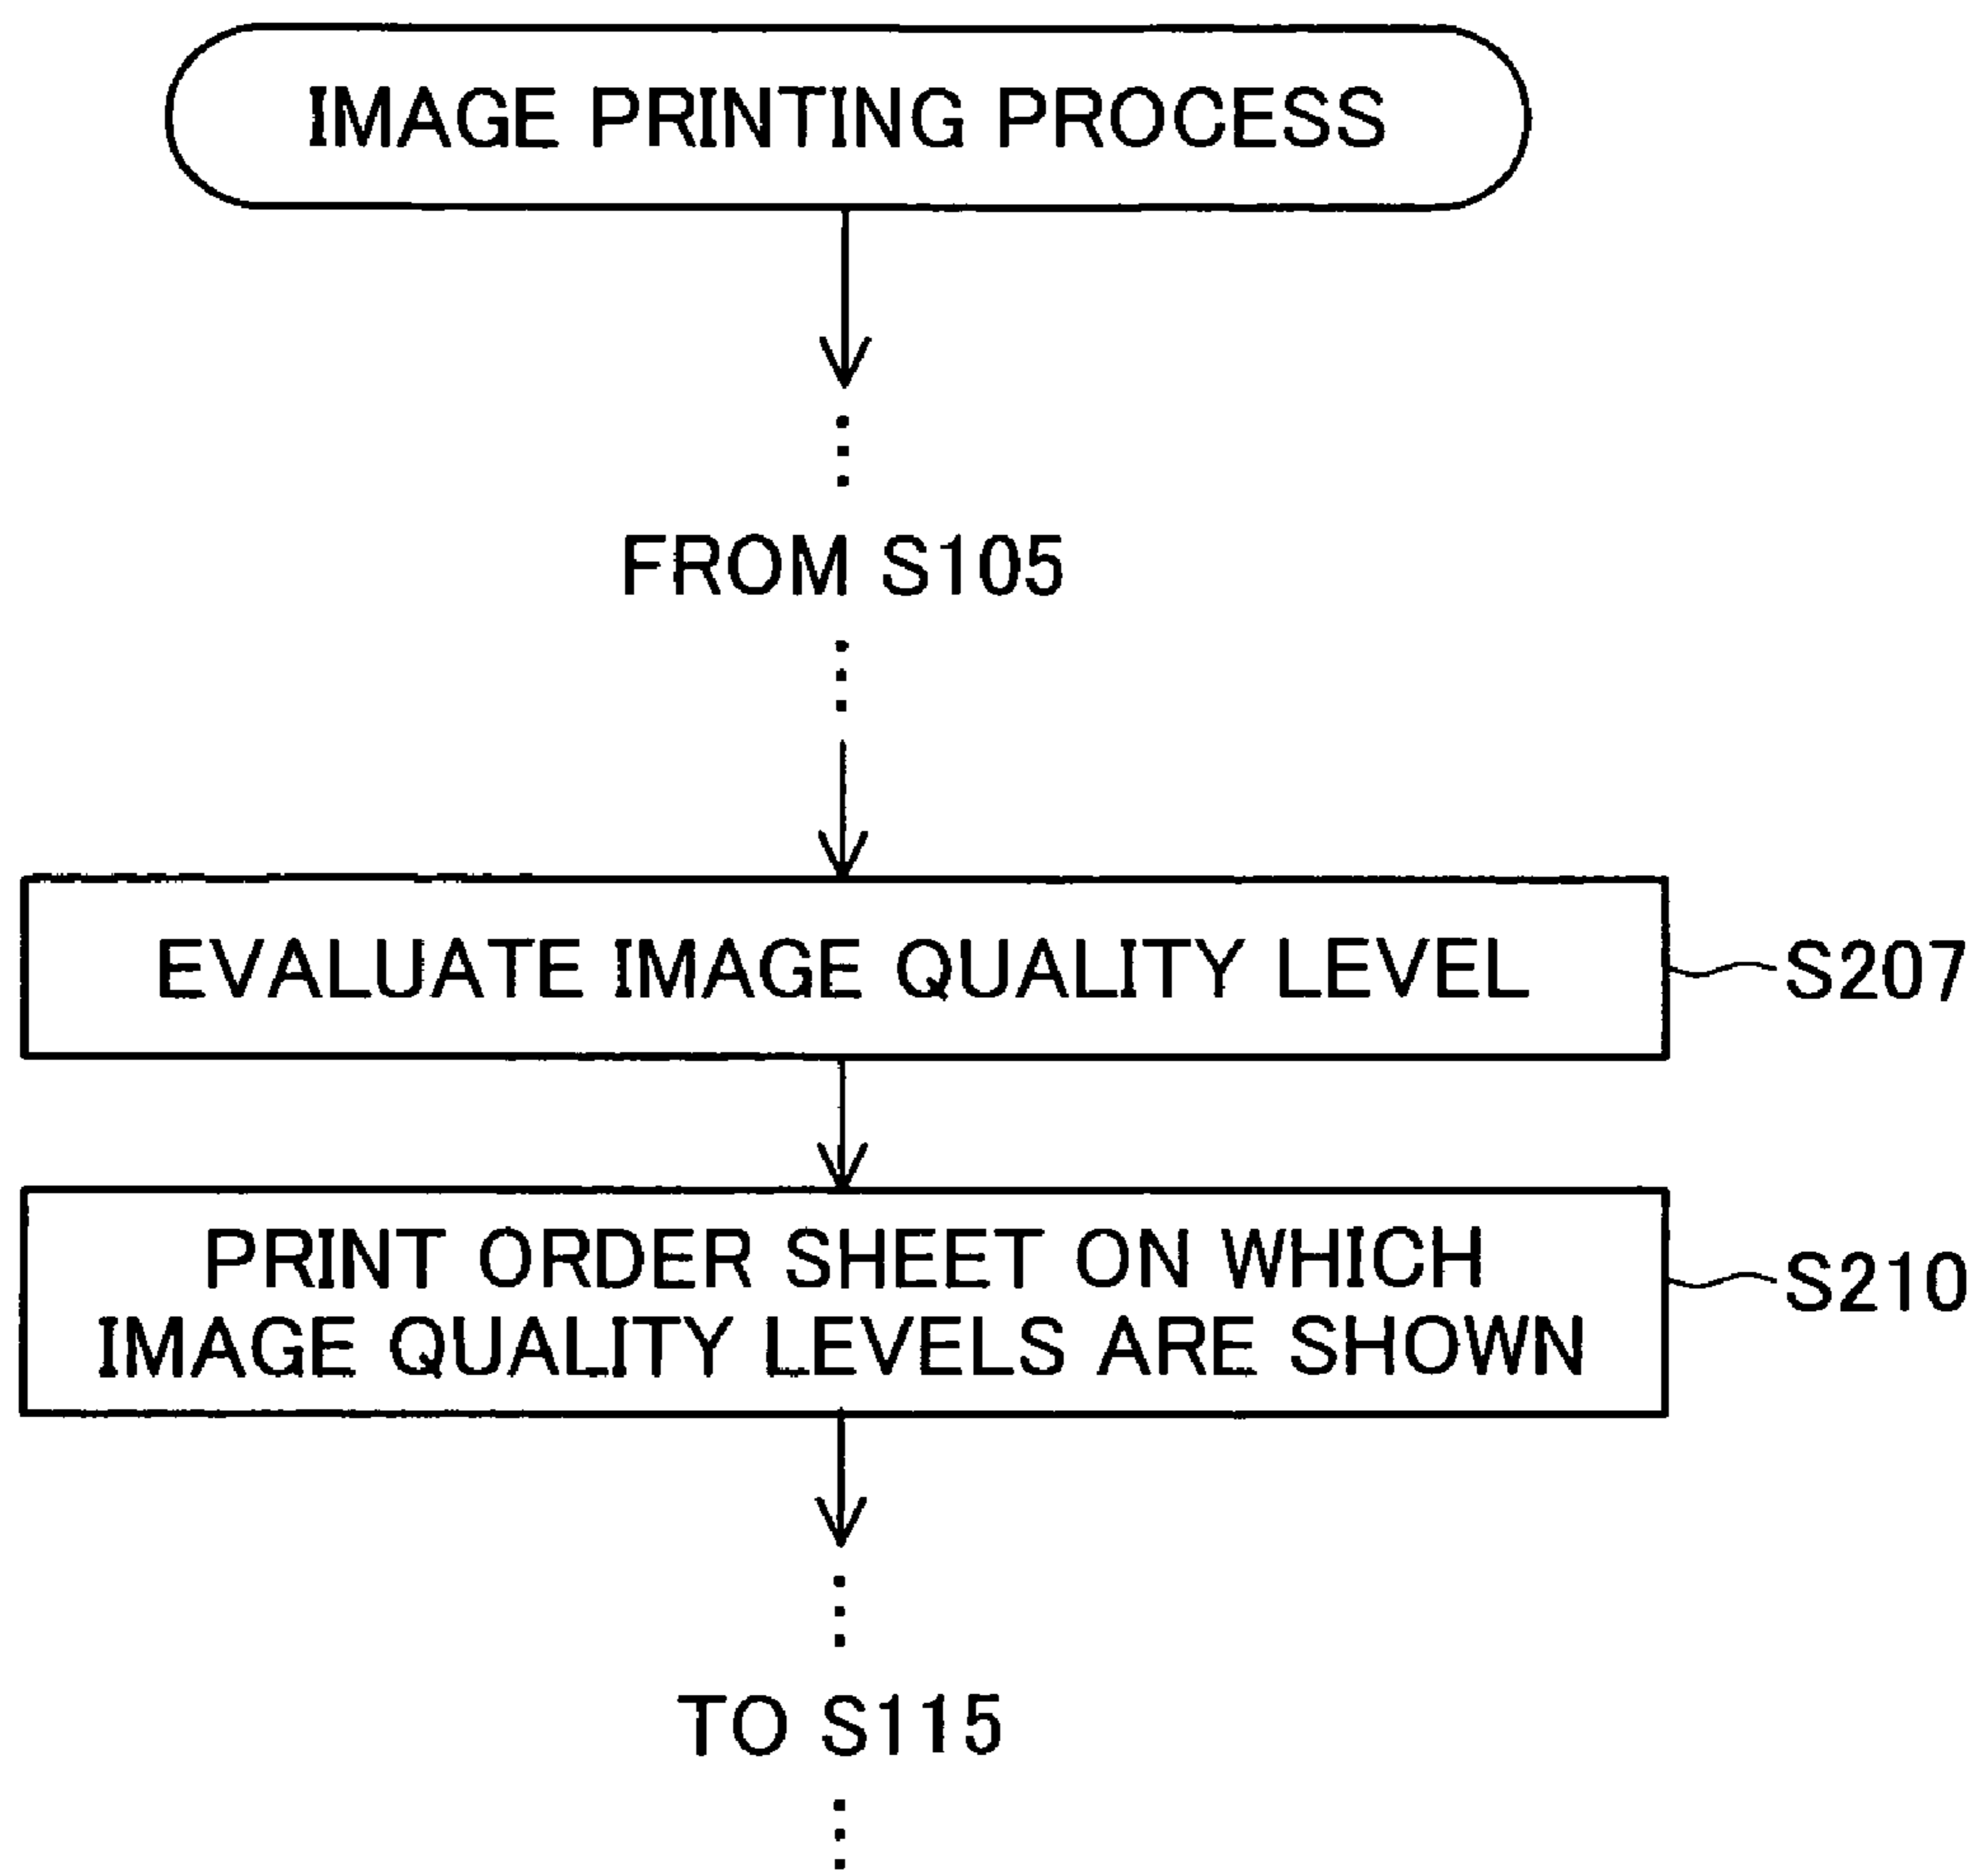 IMAGE PRINTING PROCESS
FROM S105
EVALUATE IMAGE QUALITY LEVEL
S207
PRINT ORDER SHEET ON WHICH
IMAGE QUALITY LEVELS ARE SHOWN
S210
TO S115